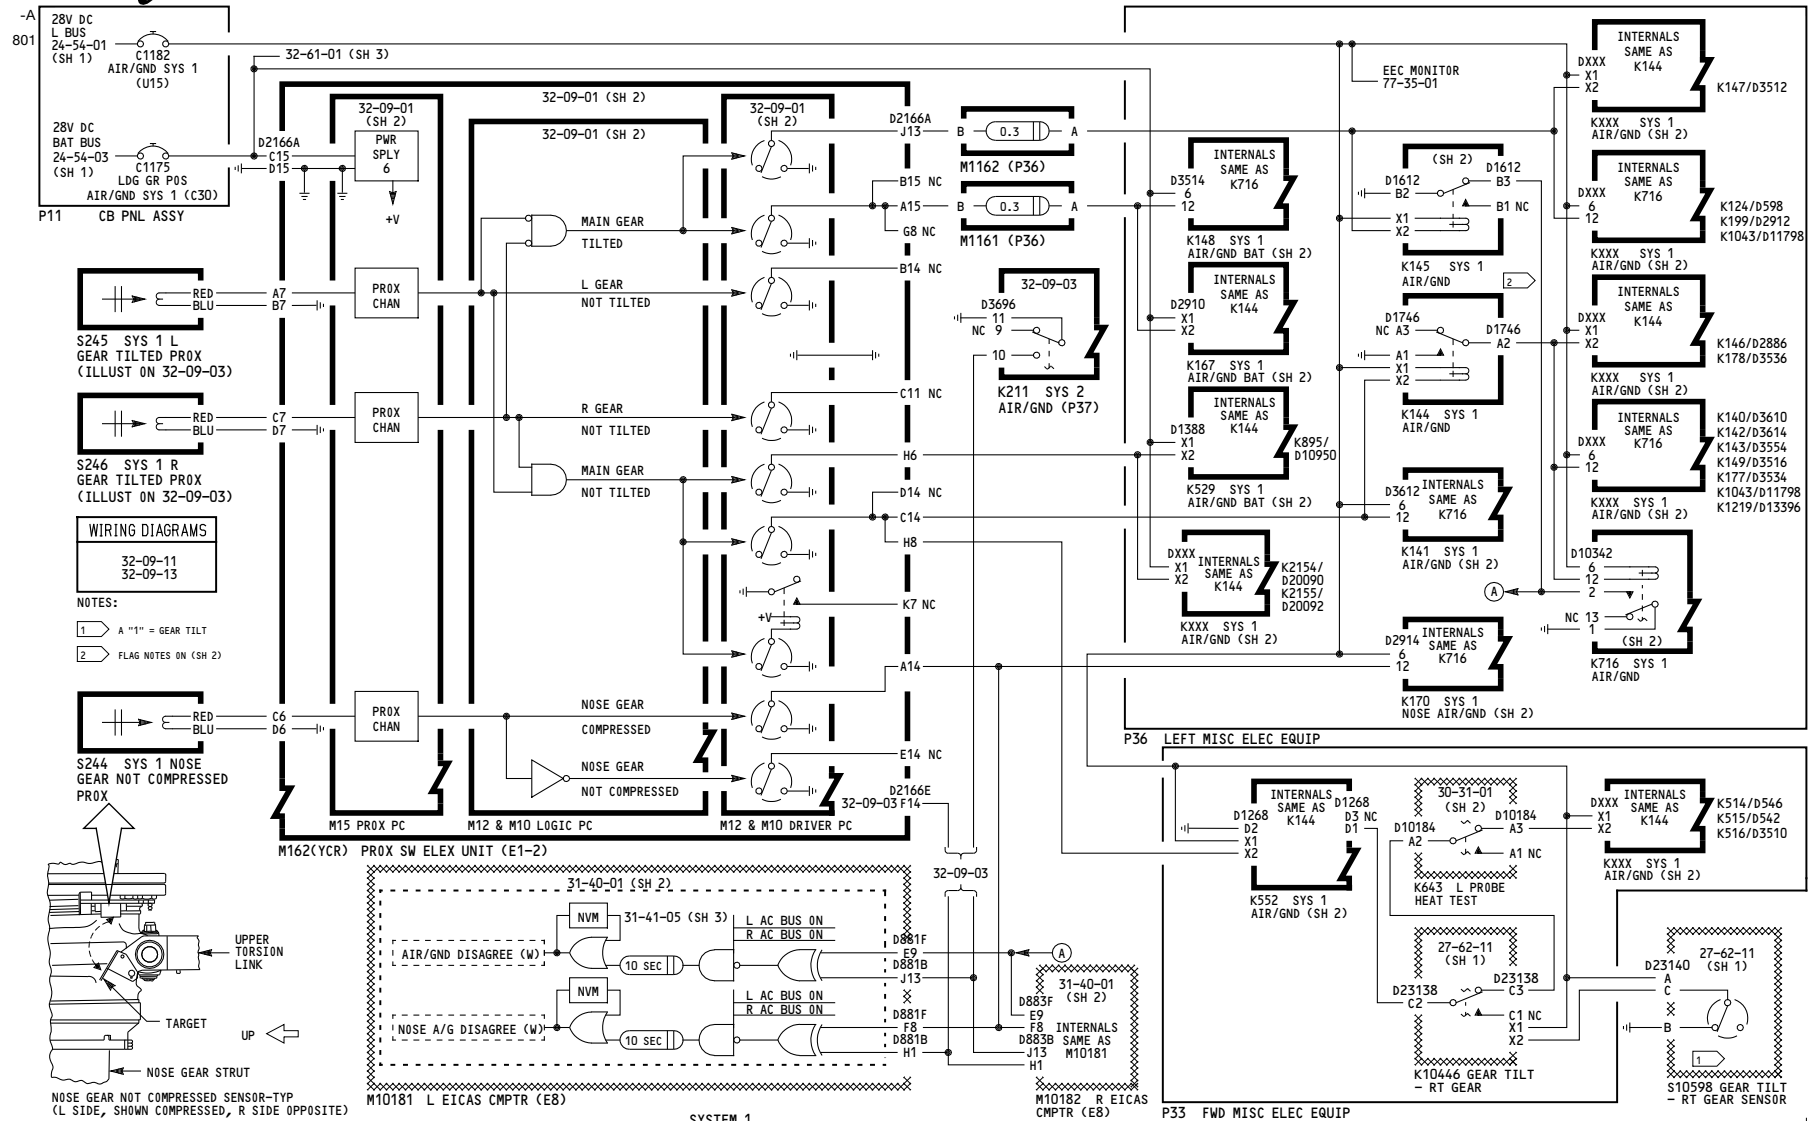 -A
801
28V DC
L BUS
24-54-01
(SH 1)
C1182
AIR/GND SYS 1
(U15)
28V DC
BAT BUS
24-54-03
(SH 1)
C1175
LDG GR POS
AIR/GND SYS 1 (C30)
P11 CB PNL ASSY
32-61-01 (SH 3)
D2166A
C15
D15
32-09-01 (SH 2)
32-09-01
(SH 2)
PWR
SPLY
6
+V
32-09-01 (SH 2)
32-09-01
(SH 2)
MAIN GEAR
TILTED
L GEAR
NOT TILTED
R GEAR
NOT TILTED
MAIN GEAR
NOT TILTED
+V
NOSE GEAR
COMPRESSED
NOSE GEAR
NOT COMPRESSED
PROX
CHAN
PROX
CHAN
PROX
CHAN
RED
BLU
A7
B7
S245 SYS 1 L
GEAR TILTED PROX
(ILLUST ON 32-09-03)
RED
BLU
C7
D7
S246 SYS 1 R
GEAR TILTED PROX
(ILLUST ON 32-09-03)
WIRING DIAGRAMS
32-09-11
32-09-13
NOTES:
1 A "1" = GEAR TILT
2 FLAG NOTES ON (SH 2)
RED
BLU
C6
D6
S244 SYS 1 NOSE
GEAR NOT COMPRESSED
PROX
M15 PROX PC
M12 & M10 LOGIC PC
M12 & M10 DRIVER PC
M162(YCR) PROX SW ELEX UNIT (E1-2)
D2166A
J13
B15 NC
A15
G8 NC
B14 NC
C11 NC
H6
D14 NC
C14
H8
K7 NC
A14
E14 NC
D2166E
32-09-03 F14
B 0.3 A
M1162 (P36)
B 0.3 A
M1161 (P36)
32-09-03
D3696
11
NC 9
10
K211 SYS 2
AIR/GND (P37)
32-09-03
EEC MONITOR
77-35-01
D3514
6
12
INTERNALS
SAME AS
K716
K148 SYS 1
AIR/GND BAT (SH 2)
D2910
X1
X2
INTERNALS
SAME AS
K144
K167 SYS 1
AIR/GND BAT (SH 2)
D1388
X1
X2
INTERNALS
SAME AS
K144
K895/
D10950
K529 SYS 1
AIR/GND BAT (SH 2)
DXXX
X1
X2
INTERNALS
SAME AS
K144
K2154/
D20090
K2155/
D20092
KXXX SYS 1
AIR/GND (SH 2)
(SH 2)
D1612
B2
D1612
B3
B1 NC
X1
X2
K145 SYS 1
AIR/GND
2
D1746
NC A3
D1746
A2
A1
X1
X2
K144 SYS 1
AIR/GND
D3612
6
12
INTERNALS
SAME AS
K716
K141 SYS 1
AIR/GND (SH 2)
A
D2914
6
12
INTERNALS
SAME AS
K716
K170 SYS 1
NOSE AIR/GND (SH 2)
INTERNALS
SAME AS
K144
DXXX
X1
X2
K147/D3512
KXXX SYS 1
AIR/GND (SH 2)
INTERNALS
SAME AS
K716
DXXX
6
12
K124/D598
K199/D2912
K1043/D11798
KXXX SYS 1
AIR/GND (SH 2)
INTERNALS
SAME AS
K144
DXXX
X1
X2
K146/D2886
K178/D3536
KXXX SYS 1
AIR/GND (SH 2)
INTERNALS
SAME AS
K716
DXXX
6
12
K140/D3610
K142/D3614
K143/D3554
K149/D3516
K177/D3534
K1043/D11798
K1219/D13396
KXXX SYS 1
AIR/GND (SH 2)
D10342
6
12
2
NC 13
1
(SH 2)
K716 SYS 1
AIR/GND
P36 LEFT MISC ELEC EQUIP
D1268
D2
X1
X2
INTERNALS
SAME AS
K144
D1268
D3 NC
D1
K552 SYS 1
AIR/GND (SH 2)
30-31-01
(SH 2)
D10184
A2
D10184
A3
A1 NC
K643 L PROBE
HEAT TEST
DXXX
X1
X2
INTERNALS
SAME AS
K144
K514/D546
K515/D542
K516/D3510
KXXX SYS 1
AIR/GND (SH 2)
27-62-11
(SH 1)
D23138
C2
D23138
C3
C1 NC
X1
X2
K10446 GEAR TILT
- RT GEAR
27-62-11
(SH 1)
D23140
A
C
B
1
S10598 GEAR TILT
- RT GEAR SENSOR
P33 FWD MISC ELEC EQUIP
31-40-01 (SH 2)
NVM
31-41-05 (SH 3)
L AC BUS ON
R AC BUS ON
AIR/GND DISAGREE (W)
10 SEC
D881F
E9
D881B
J13
NVM
L AC BUS ON
R AC BUS ON
NOSE A/G DISAGREE (W)
10 SEC
D881F
F8
D881B
H1
M10181 L EICAS CMPTR (E8)
A
31-40-01
(SH 2)
D883F
E9
F8
D883B
J13
H1
INTERNALS
SAME AS
M10181
M10182 R EICAS
CMPTR (E8)
UPPER
TORSION
LINK
TARGET
UP
NOSE GEAR STRUT
NOSE GEAR NOT COMPRESSED SENSOR-TYP
(L SIDE, SHOWN COMPRESSED, R SIDE OPPOSITE)
SYSTEM 1